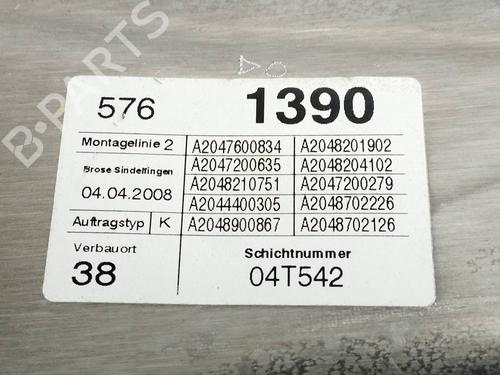 B-PARTS
576 1390
Montagelinie 2 A2047600834 A2048201902
Brose Sindelfingen A2047200635 A2048204102
04.04.2008 A2048210751 A2047200279
A2044400305 A2048702226
Auftragstyp K A2048900867 A2048702126
Verbauort Schichtnummer
38 04T542